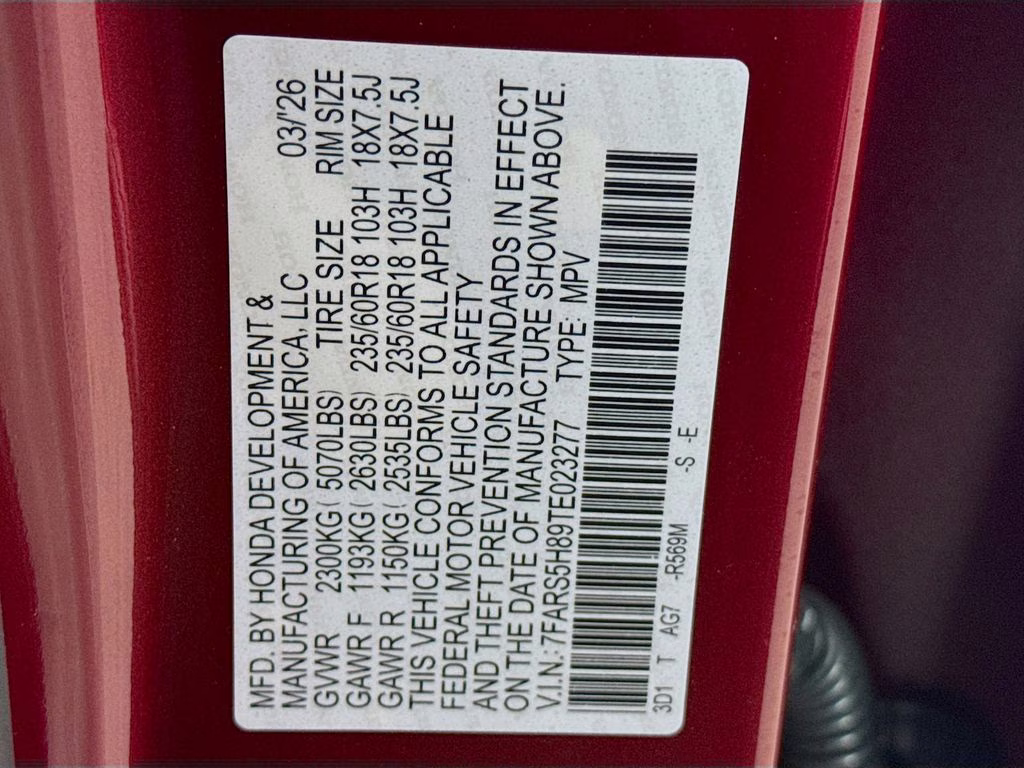 MFD. BY HONDA DEVELOPMENT &
MANUFACTURING OF AMERICA, LLC 03/'26
GVWR 2300KG ( 5070LBS) TIRE SIZE RIM SIZE
GAWR F 1193KG ( 2630LBS) 235/60R18 103H 18X7.5J
GAWR R 1150KG ( 2535LBS) 235/60R18 103H 18X7.5J
THIS VEHICLE CONFORMS TO ALL APPLICABLE
FEDERAL MOTOR VEHICLE SAFETY
AND THEFT PREVENTION STANDARDS IN EFFECT
ON THE DATE OF MANUFACTURE SHOWN ABOVE.
V.I.N.: 7FARS5H89TE023277 TYPE: MPV
3D1 T AG7 -R569M
-S -E